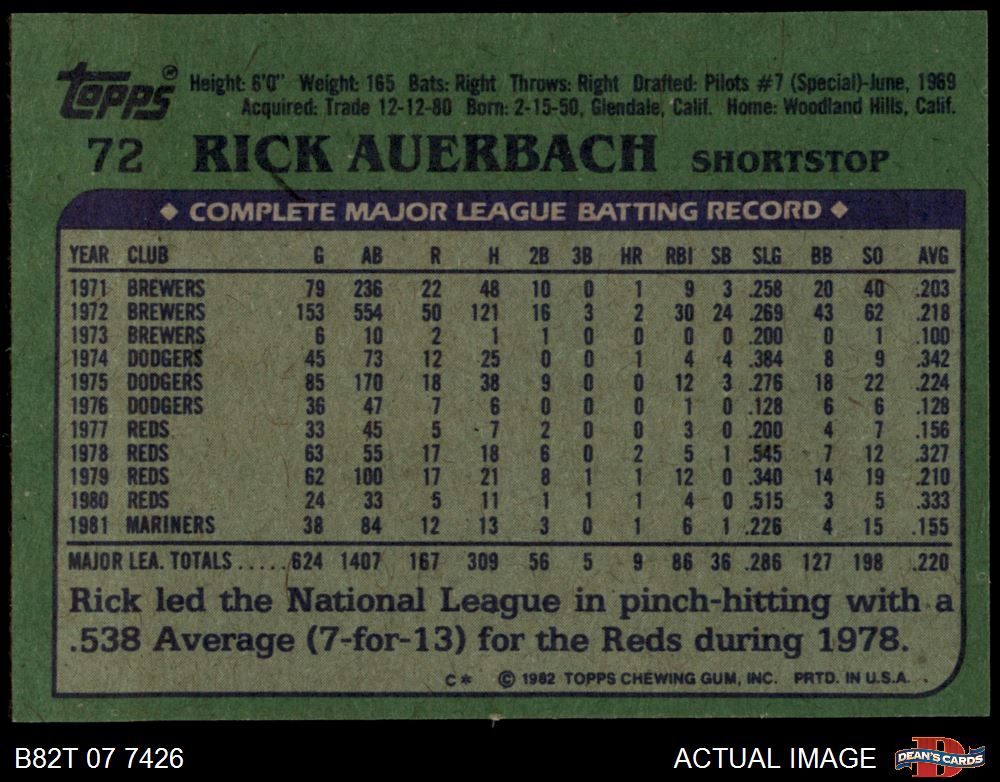 Topps® Height: 6'0" Weight: 165 Bats: Right Throws: Right Drafted: Pilots #7 (Special)-June, 1969
Acquired: Trade 12-12-80 Born: 2-15-50, Glendale, Calif. Home: Woodland Hills, Calif.
72 RICK AUERBACH SHORTSTOP
◆ COMPLETE MAJOR LEAGUE BATTING RECORD ◆
YEAR CLUB G AB R H 2B 3B HR RBI SB SLG BB SO AVG
1971 BREWERS 79 236 22 48 10 0 1 9 3 .258 20 40 .203
1972 BREWERS 153 554 50 121 16 3 2 30 24 .269 43 62 .218
1973 BREWERS 6 10 2 1 1 0 0 0 0 .200 0 1 .100
1974 DODGERS 45 73 12 25 0 0 1 4 4 .384 8 9 .342
1975 DODGERS 85 170 18 38 9 0 0 12 3 .276 18 22 .224
1976 DODGERS 36 47 7 6 0 0 0 1 0 .128 6 6 .128
1977 REDS 33 45 5 7 2 0 0 3 0 .200 4 7 .156
1978 REDS 63 55 17 18 6 0 2 5 1 .545 7 12 .327
1979 REDS 62 100 17 21 8 1 1 12 0 .340 14 19 .210
1980 REDS 24 33 5 11 1 1 1 4 0 .515 3 5 .333
1981 MARINERS 38 84 12 13 3 0 1 6 1 .226 4 15 .155
MAJOR LEA. TOTALS.....624 1407 167 309 56 5 9 86 36 .286 127 198 .220
Rick led the National League in pinch-hitting with a
.538 Average (7-for-13) for the Reds during 1978.
C* © 1982 TOPPS CHEWING GUM, INC. PRTD. IN U.S.A.
B82T 07 7426 ACTUAL IMAGE D DEAN'S CARDS